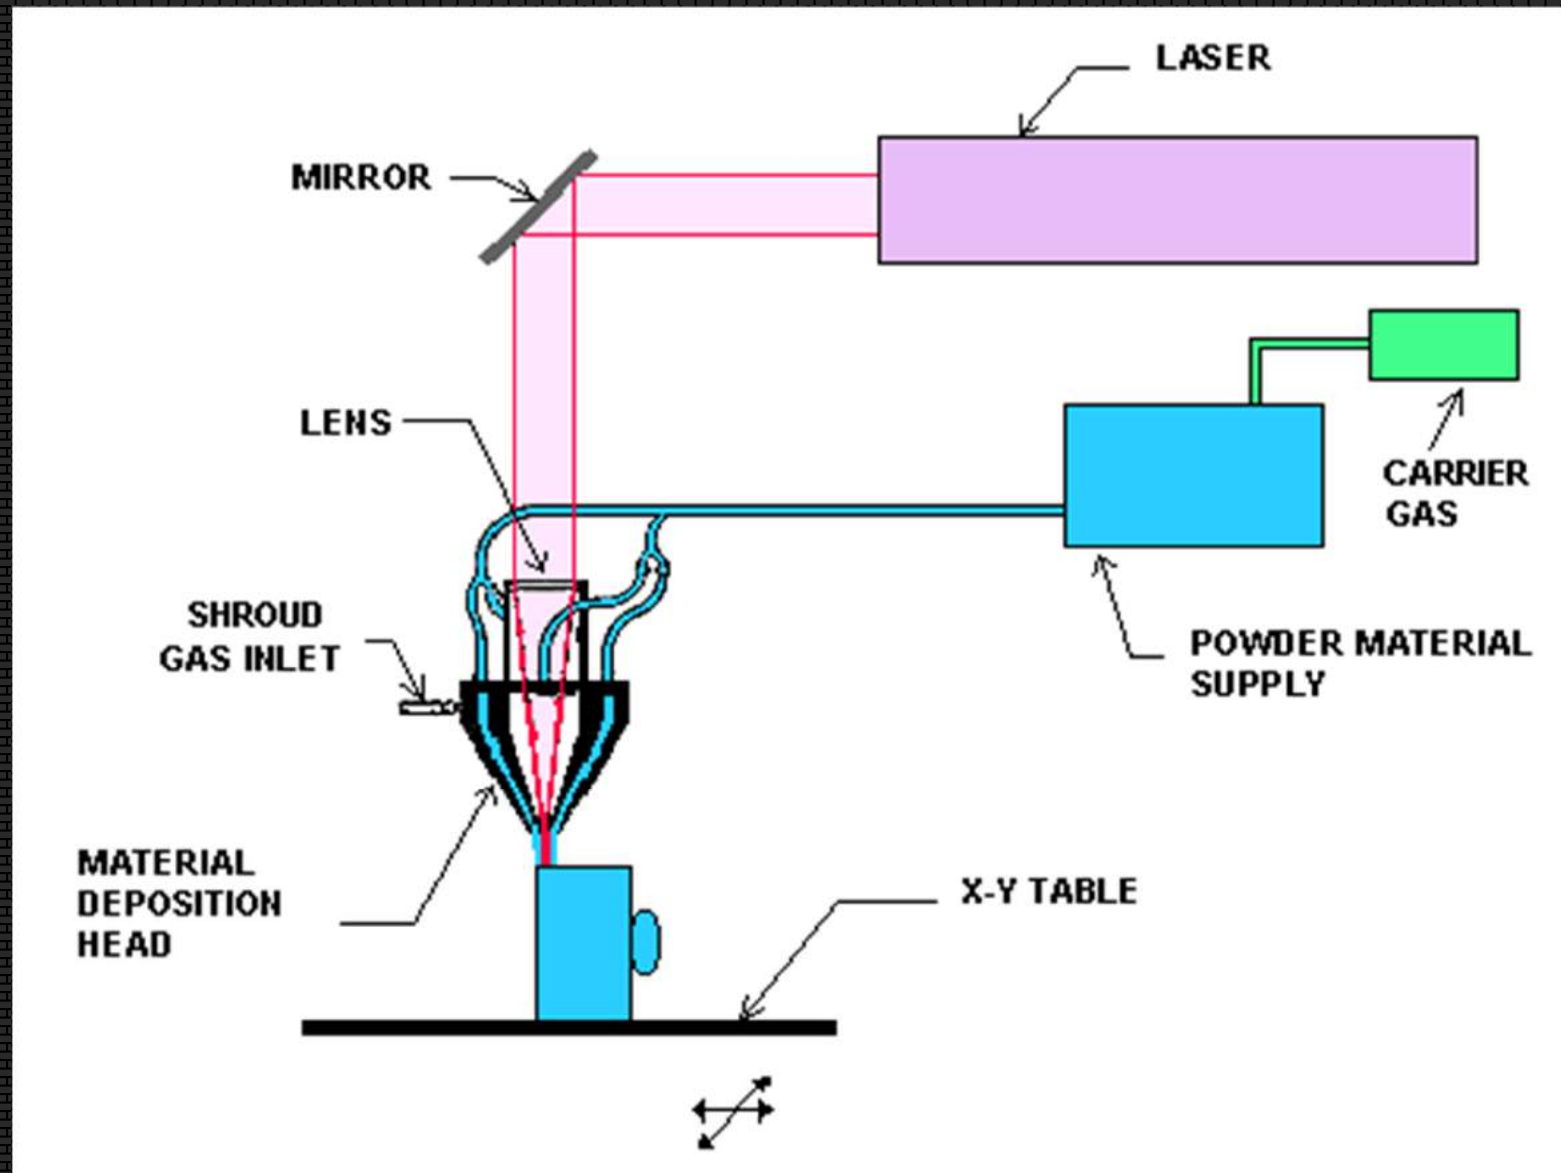 LASER
MIRROR
LENS
CARRIER
GAS
SHROUD
GAS INLET
POWDER MATERIAL
SUPPLY
MATERIAL
DEPOSITION
HEAD
X-Y TABLE